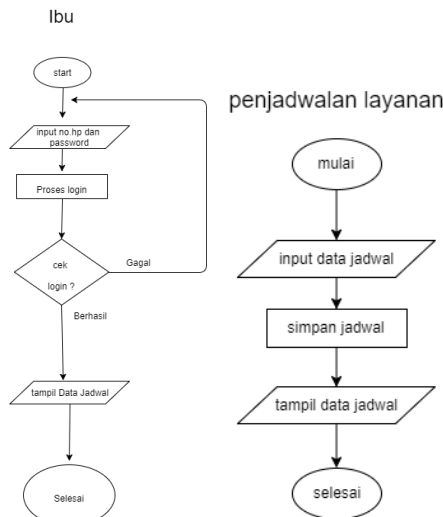 Ibu
start
input no.hp dan
password
Proses login
cek
login ?
Gagal
Berhasil
tampil Data Jadwal
Selesai
penjadwalan layanan
mulai
input data jadwal
simpan jadwal
tampil data jadwal
selesai